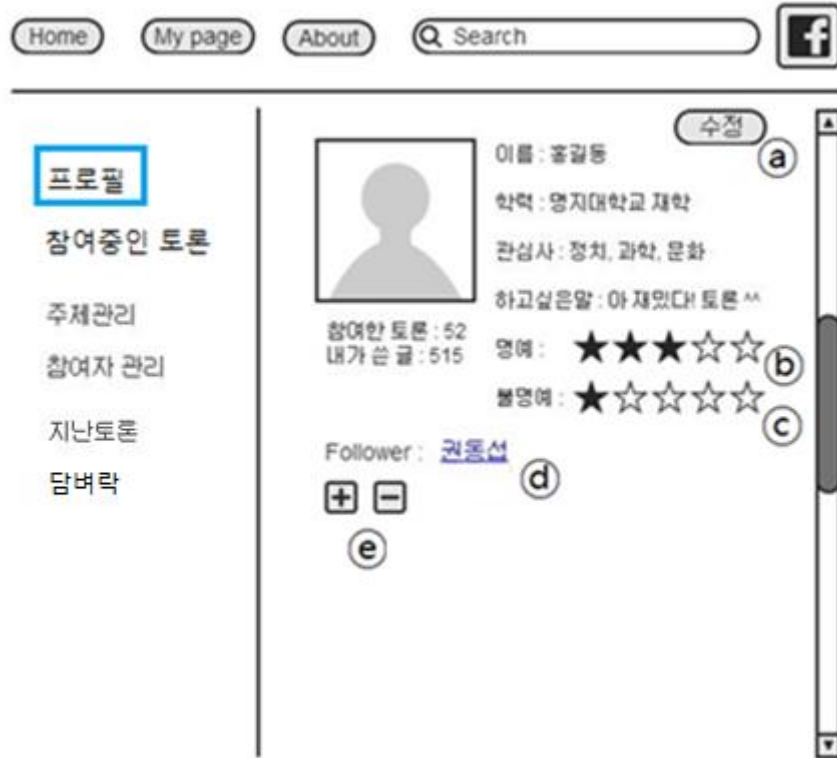 Home My page About Search f
수정
ⓐ
프로필
참여중인 토론
주제관리
참여자 관리
지난토론
담벼락
이름 : 홍길동
학력 : 명지대학교 재학
관심사 : 정치, 과학, 문화
하고싶은말 : 아 재밌다! 토론 ^^
참여한 토론 : 52
내가 쓴 글 : 515
명예 : ★★★☆☆
ⓑ
불명예 : ★☆☆☆☆
ⓒ
Follower : 권동섭
ⓓ
+ −
ⓔ